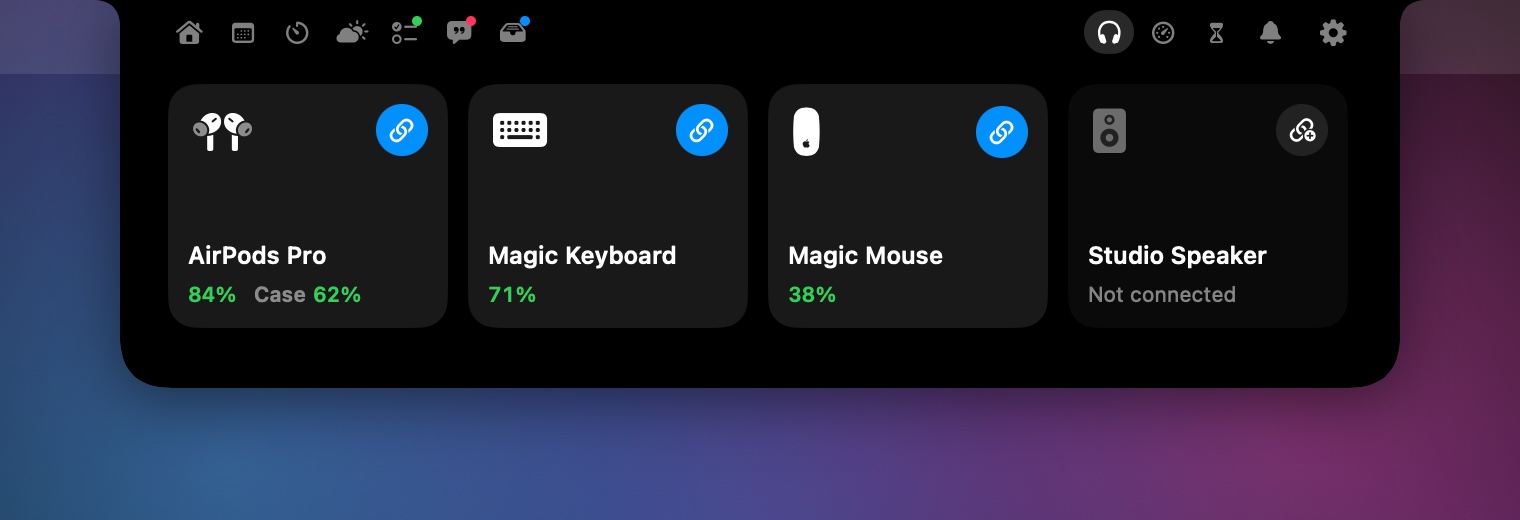 AirPods Pro
84% Case 62%
Magic Keyboard
71%
Magic Mouse
38%
Studio Speaker
Not connected